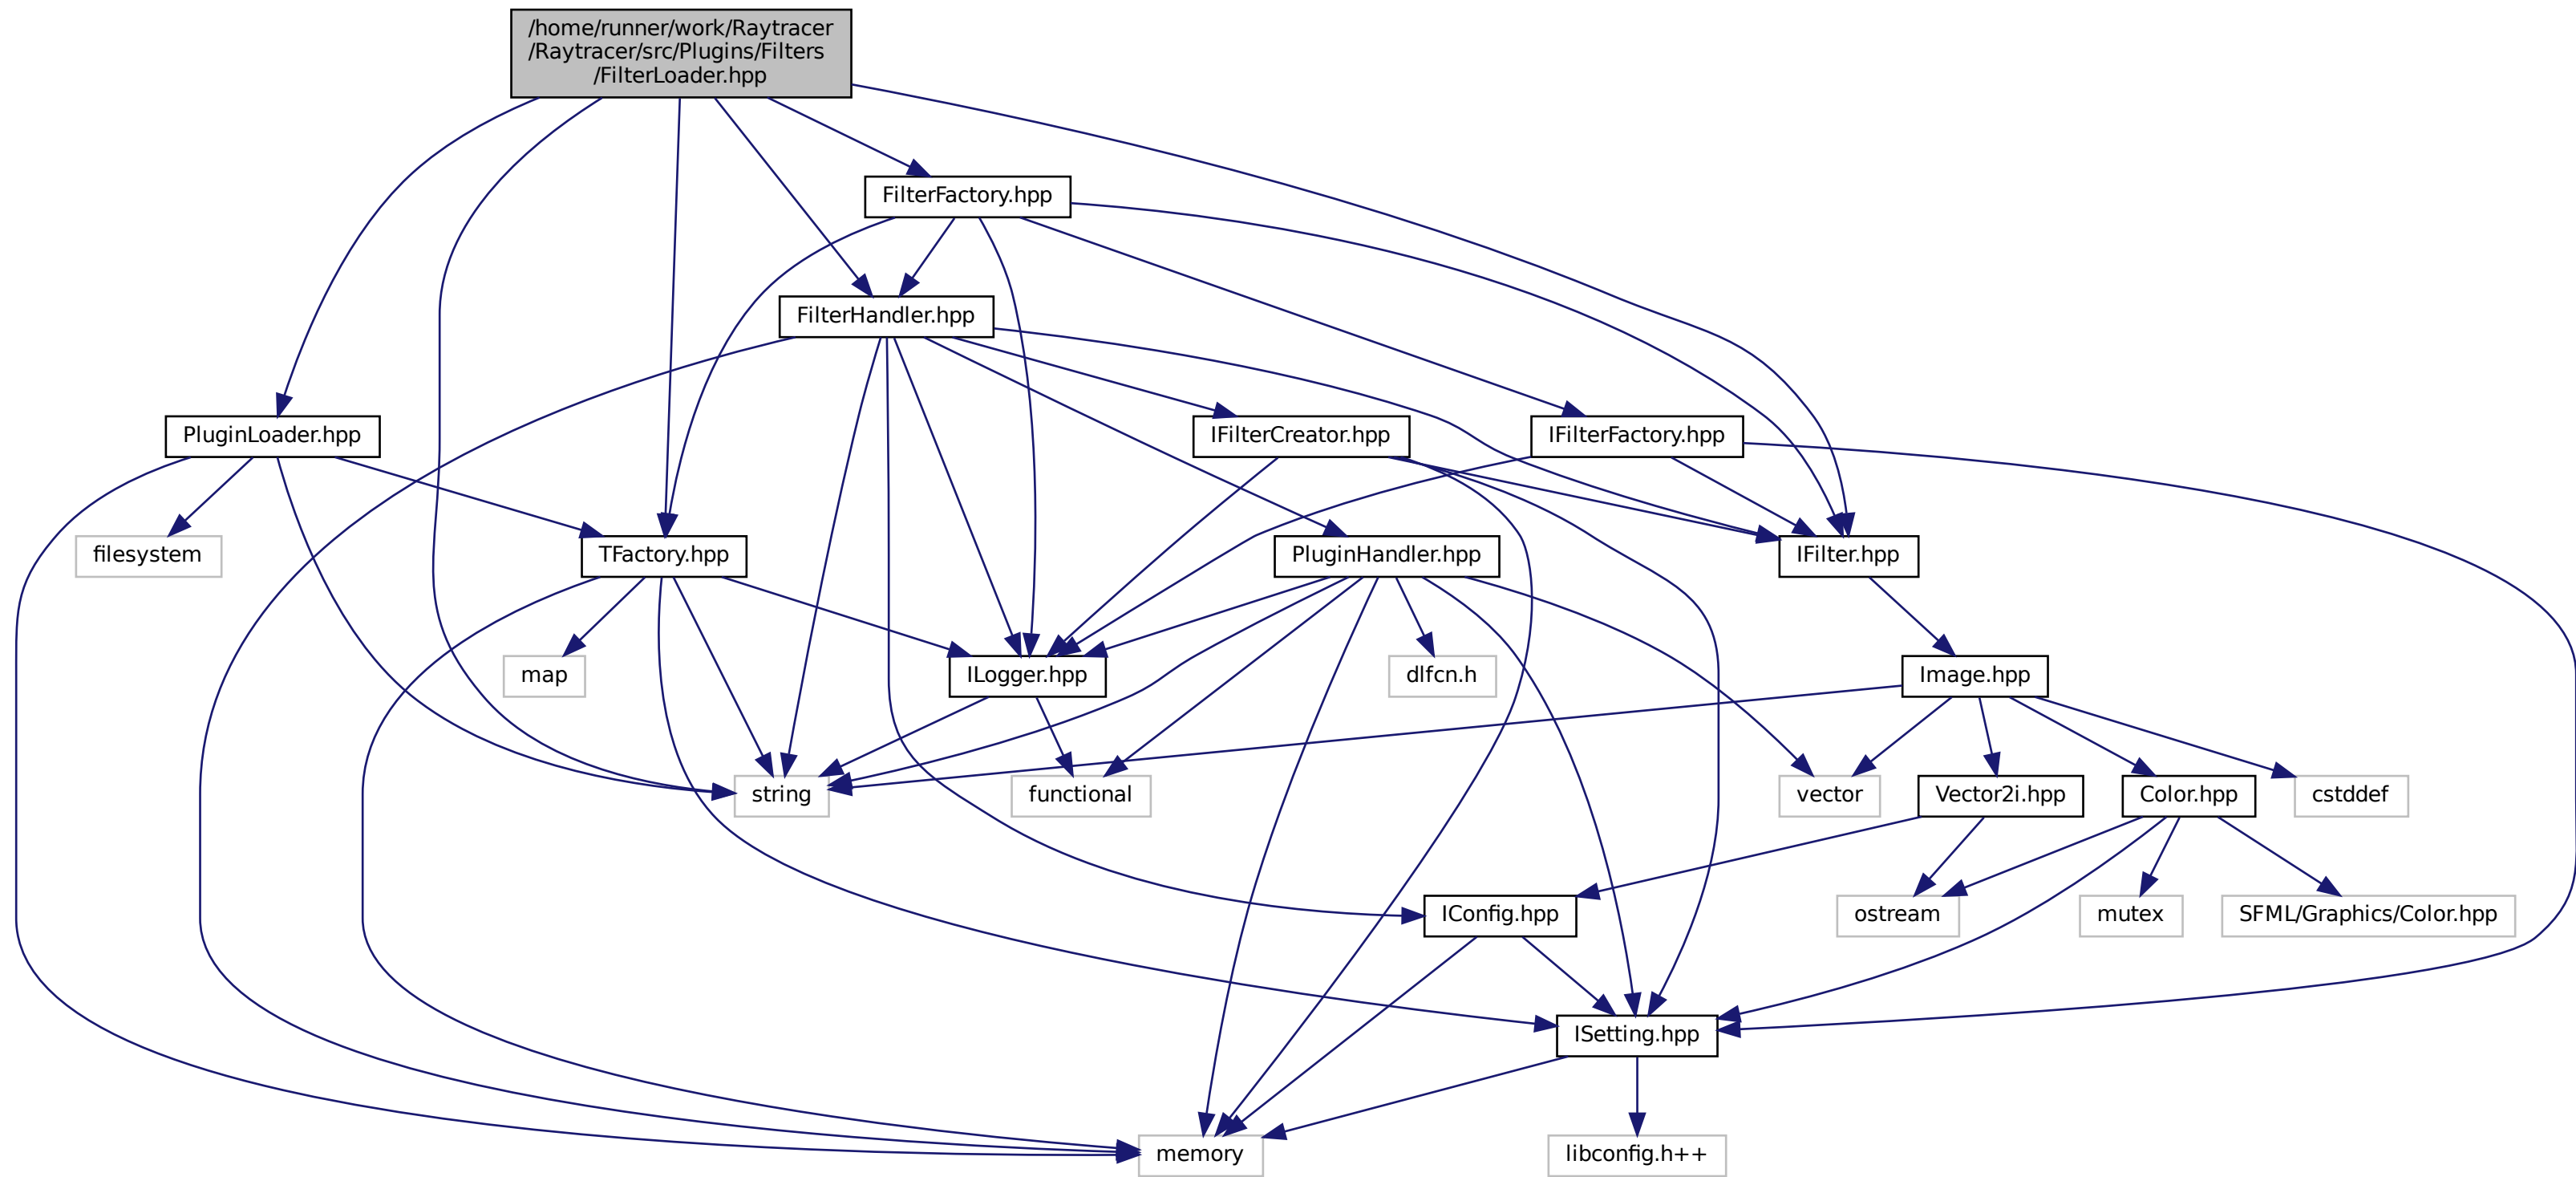 /home/runner/work/Raytracer
/Raytracer/src/Plugins/Filters
/FilterLoader.hpp
FilterFactory.hpp
FilterHandler.hpp
PluginLoader.hpp
IFilterCreator.hpp
IFilterFactory.hpp
filesystem
TFactory.hpp
PluginHandler.hpp
IFilter.hpp
map
ILogger.hpp
dlfcn.h
Image.hpp
string
functional
vector
Vector2i.hpp
Color.hpp
cstddef
IConfig.hpp
ostream
mutex
SFML/Graphics/Color.hpp
ISetting.hpp
memory
libconfig.h++